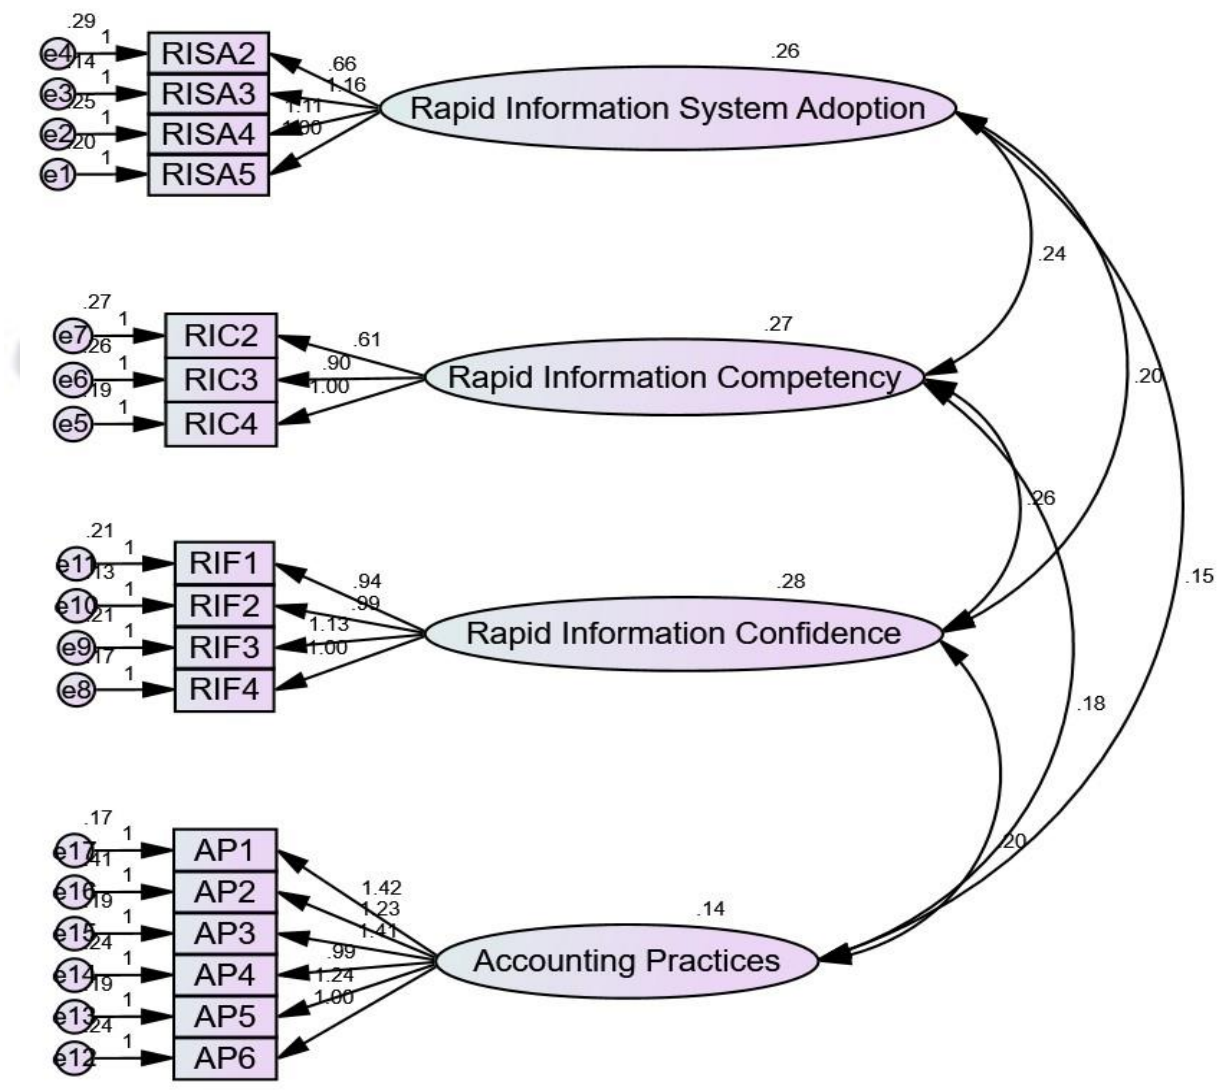 .29
e4 1 RISA2
.14
e3 1 RISA3
.25
e2 1 RISA4
.20
e1 1 RISA5
.66
1.16
1.11
1.00
.26
Rapid Information System Adoption
.27
e7 1 RIC2
.26
e6 1 RIC3
.19
e5 1 RIC4
.61
.90
1.00
.27
Rapid Information Competency
.21
e11 1 RIF1
.13
e10 1 RIF2
.21
e9 1 RIF3
.17
e8 1 RIF4
.94
.99
1.13
1.00
.28
Rapid Information Confidence
.17
e17 1 AP1
.41
e16 1 AP2
.19
e15 1 AP3
.24
e14 1 AP4
.19
e13 1 AP5
.24
e12 1 AP6
1.42
1.23
1.41
.99
1.24
1.00
.14
Accounting Practices
.24
.20
.26
.15
.18
.20